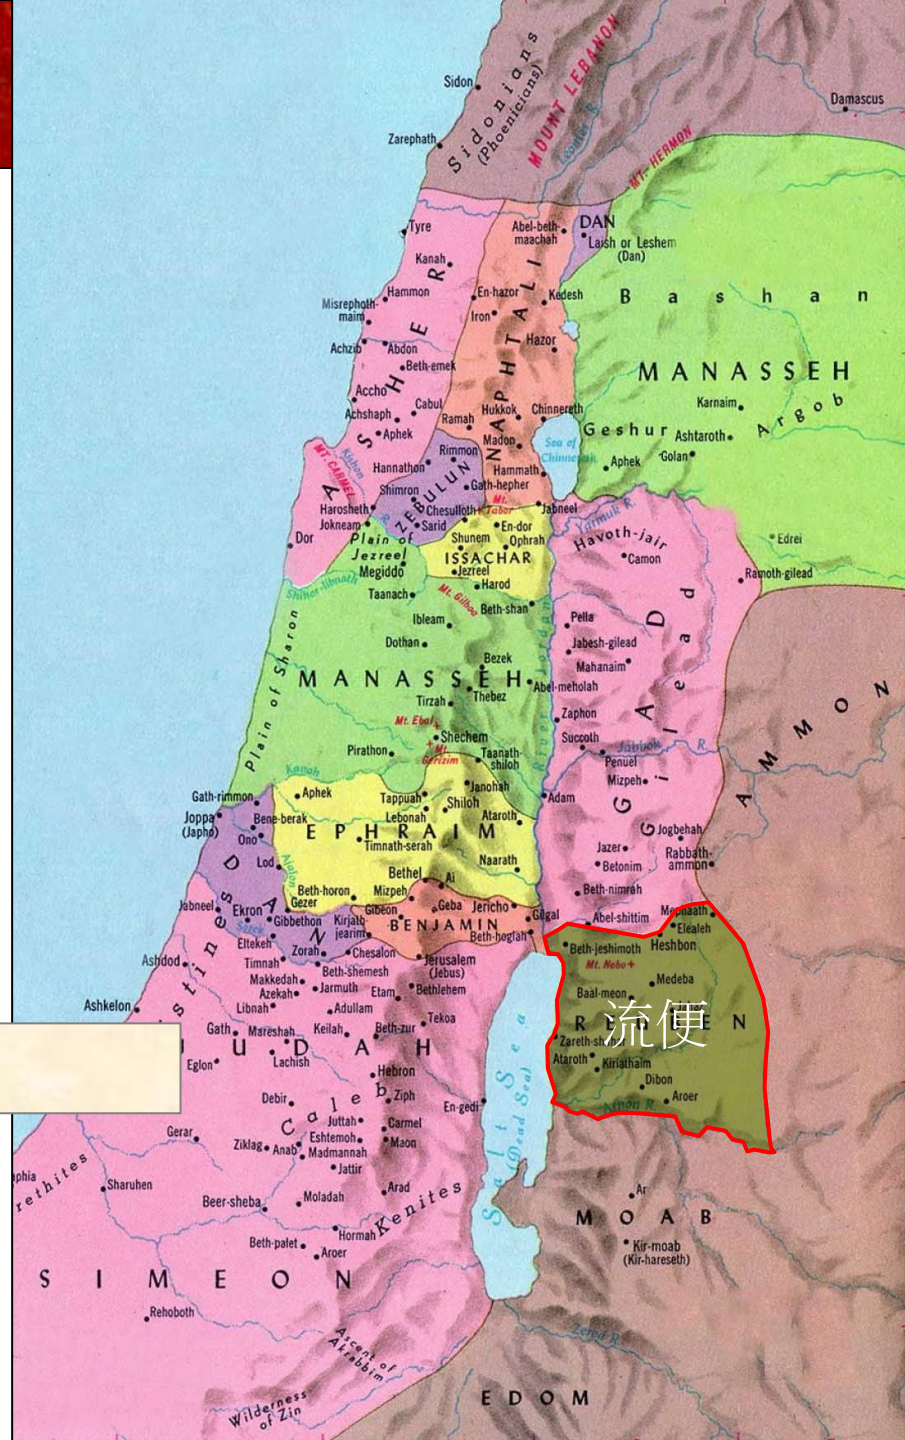 Sidon
Sidonians
(Phoenicians)
MOUNT LEBANON
Leontes R.
Damascus
Zarephath
MT. HERMON
Tyre
Abel-beth-
maachah
DAN
Laish or Leshem
(Dan)
Kanah
Hammon
Misrephoth-
maim
En-hazor
Iron
Kedesh
Bashan
Achzib
Abdon
Beth-emek
Hazor
NAPHTALI
ASHER
MANASSEH
Accho
Cabul
Achshaph
Aphek
Ramah
Hukkok
Chinnereth
Karnaim
Argob
Geshur
Ashtaroth
Golan
Aphek
Madon
Sea of
Chinnereth
Rimmon
Hannathon
Hammath
MT. CARMEL
Kishon
R.
Shimron
ZEBULUN
Gath-hepher
Harosheth
Chesulloth
Mt.
Tabor
Jabneel
Yarmuk R.
Jokneam
Sarid
En-dor
Dor
Plain of
Jezreel
Shunem
Ophrah
Havoth-jair
Edrei
Megiddo
ISSACHAR
Camon
Jezreel
Harod
Ramoth-gilead
Shihor-libnath
Taanach
Mt. Gilboa
Beth-shan
Plain of Sharon
Ibleam
Pella
Dothan
Jabesh-gilead
Bezek
Mahanaim
MANASSEH
Abel-meholah
Thebez
Tirzah
Zaphon
GAD
Gilead
AMMON
River Jordan
Mt. Ebal
Shechem
Mt.
Gerizim
Succoth
Jabbok R.
Pirathon
Taanath-
shiloh
Penuel
Mizpeh
Kanah
Janohah
Gath-rimmon
Aphek
Tappuah
Shiloh
Adam
Joppa
(Japho)
Bene-berak
Lebonah
Ataroth
Ono
EPHRAIM
Jogbehah
Timnath-serah
Jazer
Rabbath-
ammon
Lod
Naarath
Betonim
DAN
Ajalon
Bethel
Ai
Beth-horon
Mizpeh
Beth-nimrah
Jabneel
Gezer
Gibeon
Geba
Jericho
Ekron
Gibbethon
Kirjath-
jearim
BENJAMIN
Gilgal
Abel-shittim
Mephaath
Sorek
Eltekeh
Beth-hoglah
Elealeh
Zorah
Chesalon
Beth-jeshimoth
Heshbon
Ashdod
Timnah
Jerusalem
(Jebus)
Mt. Nebo
Makkedah
Beth-shemesh
Medeba
Azekah
Jarmuth
Etam
Bethlehem
Baal-meon
Ashkelon
Libnah
Adullam
Tekoa
REUBEN
流便
Gath
Mareshah
Keilah
Beth-zur
JUDAH
Eglon
Lachish
Ataroth
Kiriathaim
Hebron
Dibon
Caleb
Ziph
En-gedi
Aroer
Debir
Arnon R.
Juttah
Carmel
Gerar
Eshtemoh
Maon
Ziklag
Anab
Madmannah
Jattir
Salt Sea
(Dead Sea)
Sharuhen
Arad
Ar
Beer-sheba
Moladah
Kenites
MOAB
Hormah
Beth-palet
Aroer
Kir-moab
(Kir-hareseth)
SIMEON
Rehoboth
Zered R.
Ascent of
Akrabbim
Wilderness
of Zin
EDOM